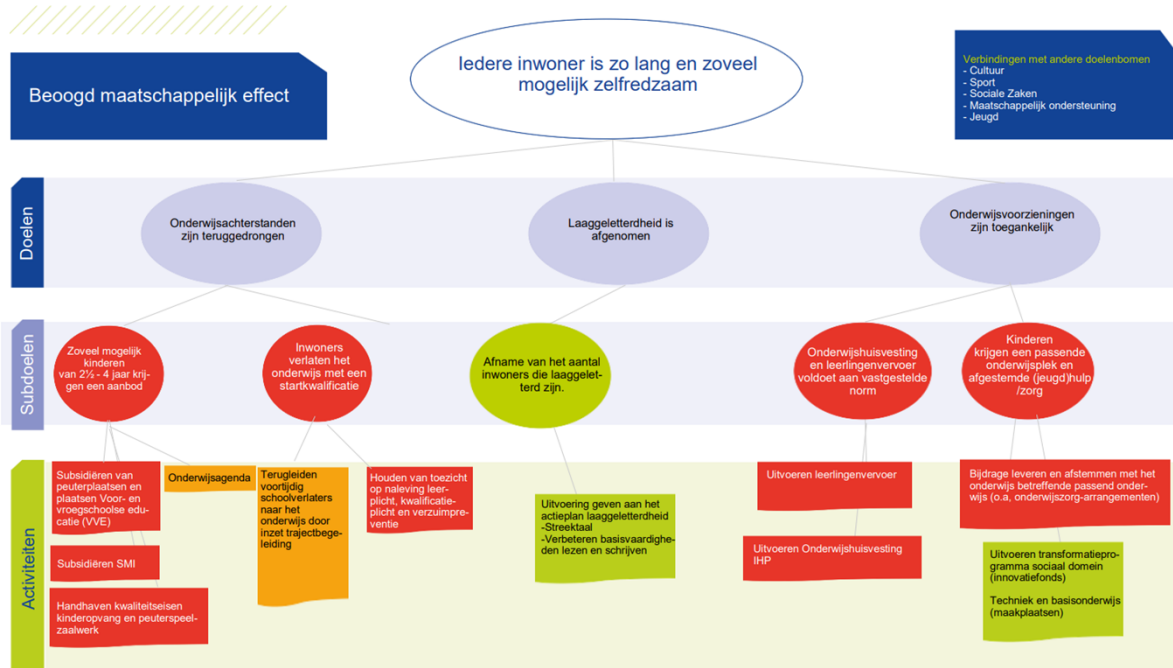 Beoogd maatschappelijk effect
Iedere inwoner is zo lang en zoveel
mogelijk zelfredzaam
Verbindingen met andere doelenbomen
- Cultuur
- Sport
- Sociale Zaken
- Maatschappelijk ondersteuning
- Jeugd
Doelen
Onderwijsachterstanden
zijn teruggedrongen
Laaggeletterdheid is
afgenomen
Onderwijsvoorzieningen
zijn toegankelijk
Subdoelen
Zoveel mogelijk
kinderen
van 2½ - 4 jaar krij-
gen een aanbod
Inwoners
verlaten het
onderwijs met een
startkwalificatie
Afname van het aantal
inwoners die laaggelet-
terd zijn.
Onderwijshuisvesting
en leerlingenvervoer
voldoet aan vastgestelde
norm
Kinderen
krijgen een passende
onderwijsplek en
afgestemde (jeugd)hulp
/zorg
Activiteiten
Subsidiëren van
peuterplaatsen en
plaatsen Voor- en
vroegschoolse edu-
catie (VVE)
Subsidiëren SMI
Handhaven kwaliteitseisen
kinderopvang en peuterspeel-
zaalwerk
Onderwijsagenda
Terugleiden
voortijdig
schoolverlaters
naar het
onderwijs door
inzet trajectbege-
leiding
Houden van toezicht
op naleving leer-
plicht, kwalificatie-
plicht en verzuimpre-
ventie
Uitvoering geven aan het
actieplan laaggeletterdheid
-Streektaal
-Verbeteren basisvaardighe-
den lezen en schrijven
Uitvoeren leerlingenvervoer
Uitvoeren Onderwijshuisvesting
IHP
Bijdrage leveren en afstemmen met het
onderwijs betreffende passend onder-
wijs (o.a, onderwijszorg-arrangementen)
Uitvoeren transformatiepro-
gramma sociaal domein
(innovatiefonds)
Techniek en basisonderwijs
(maakplaatsen)